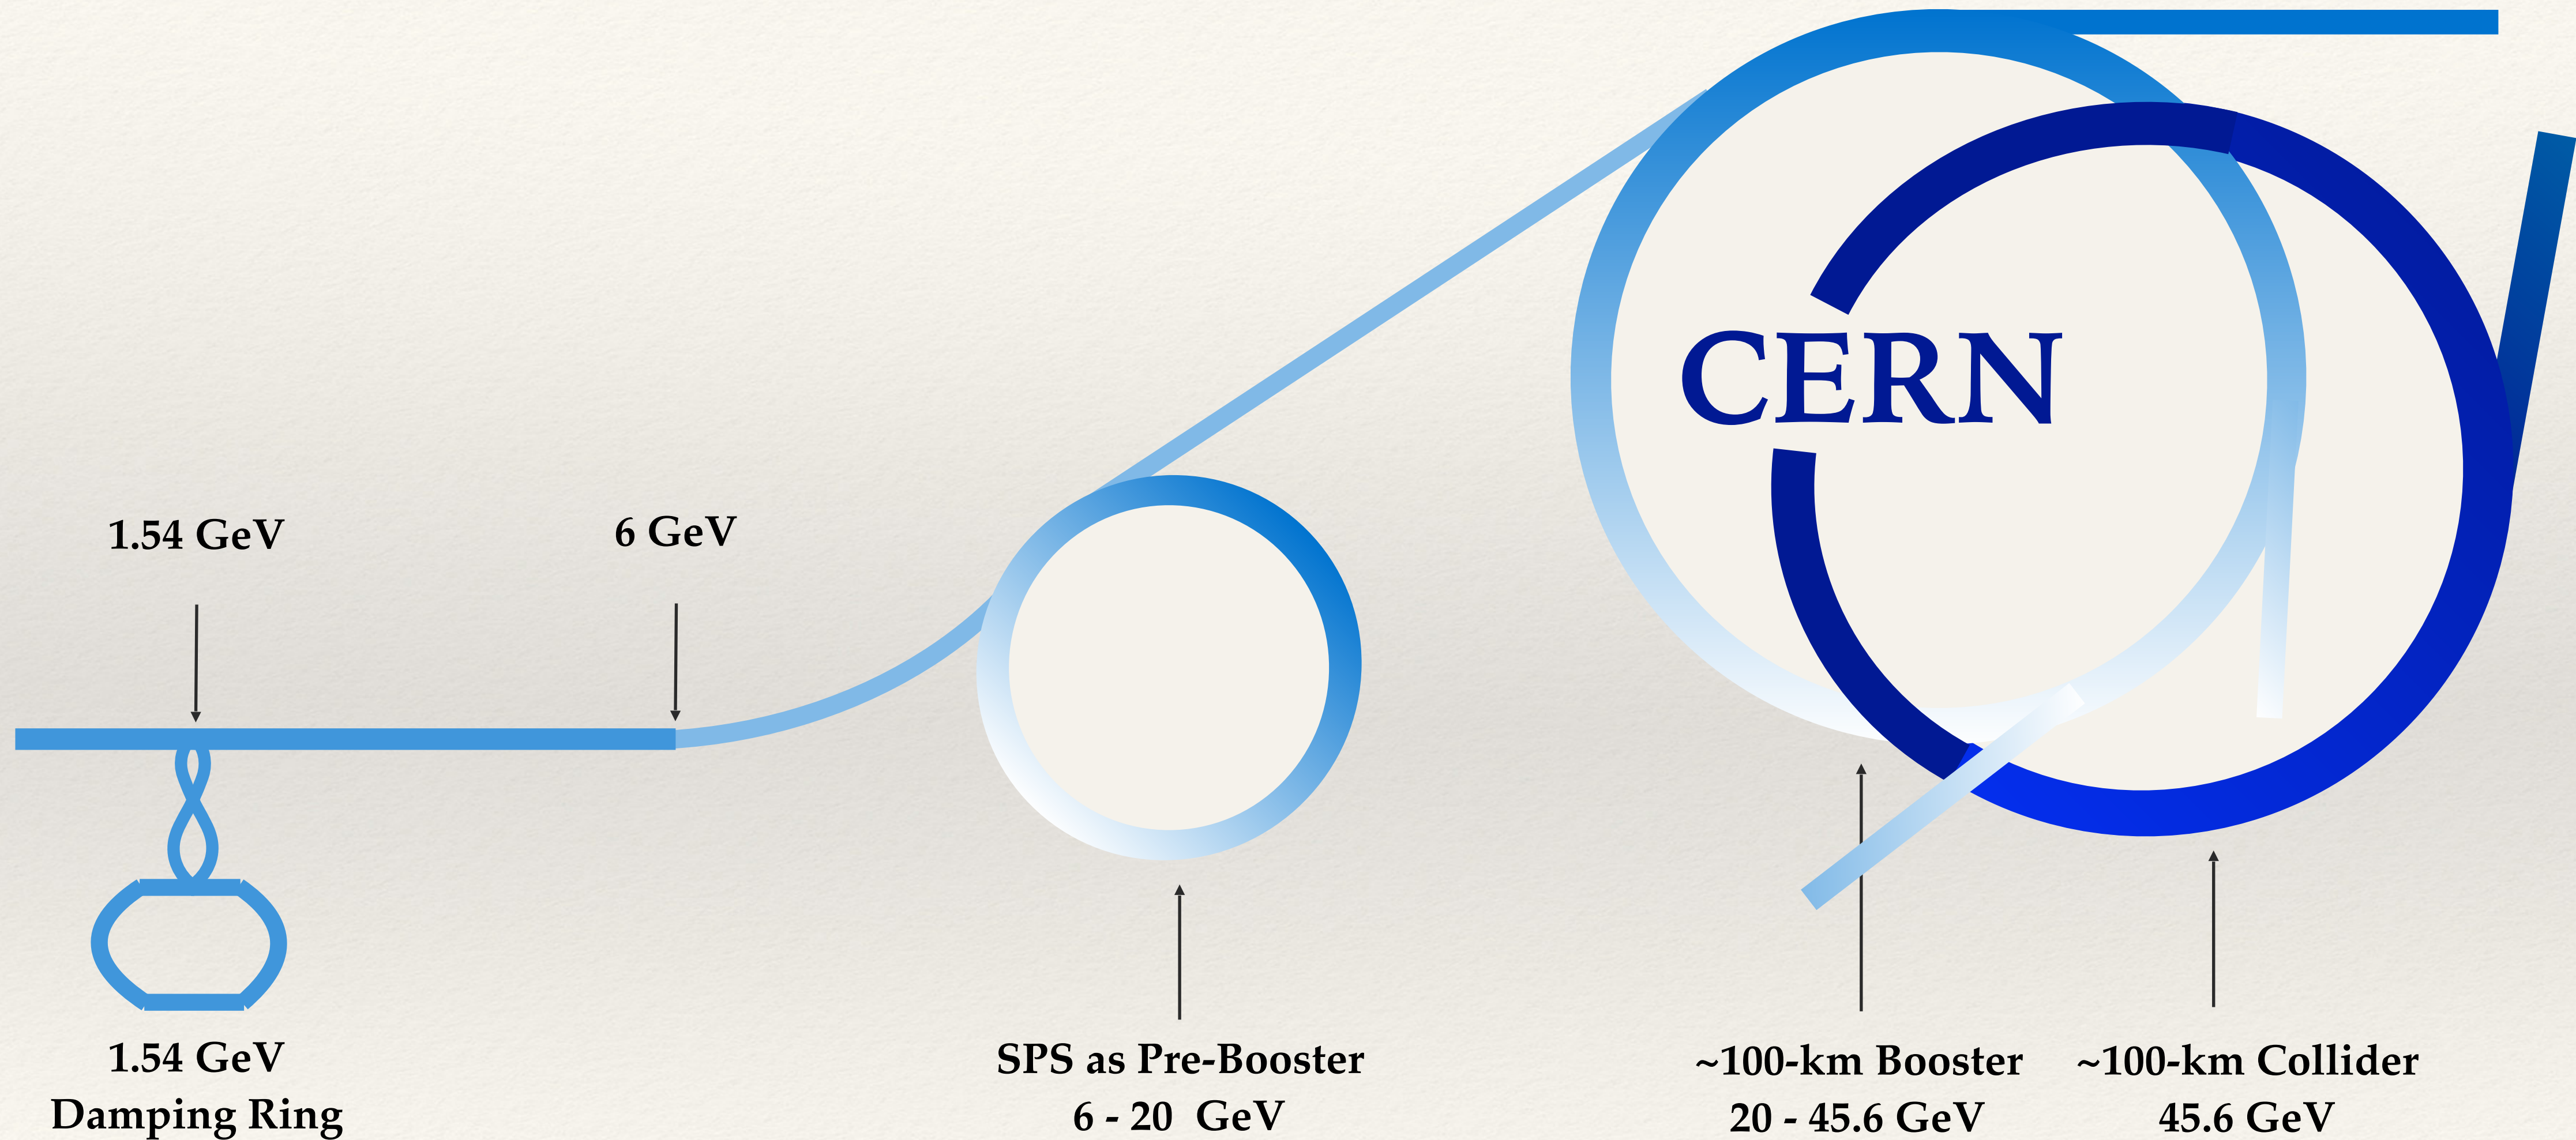 CERN
1.54 GeV
6 GeV
1.54 GeV
Damping Ring
SPS as Pre-Booster
6 - 20 GeV
~100-km Booster
20 - 45.6 GeV
~100-km Collider
45.6 GeV